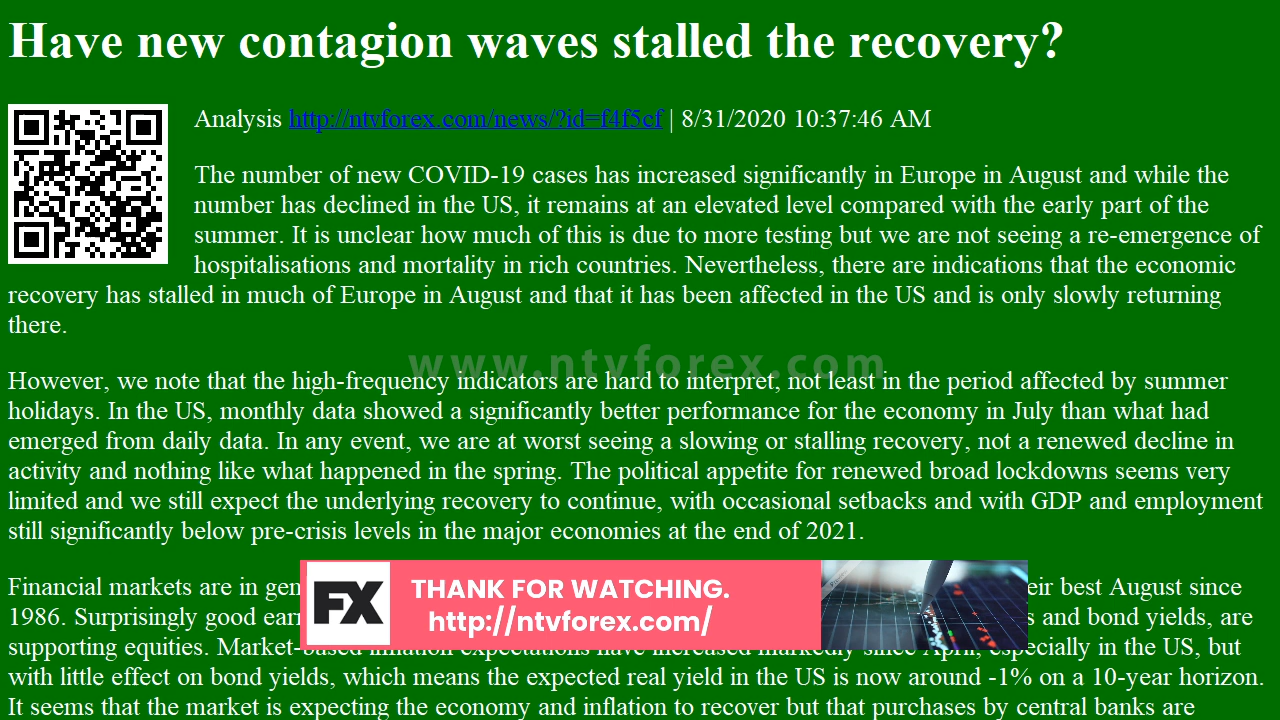 Have new contagion waves stalled the recovery?
Analysis http://ntvforex.com/news/?id=f4f5cf | 8/31/2020 10:37:46 AM
The number of new COVID-19 cases has increased significantly in Europe in August and while the
number has declined in the US, it remains at an elevated level compared with the early part of the
summer. It is unclear how much of this is due to more testing but we are not seeing a re-emergence of
hospitalisations and mortality in rich countries. Nevertheless, there are indications that the economic
recovery has stalled in much of Europe in August and that it has been affected in the US and is only slowly returning
there.
www.ntvforex.com
However, we note that the high-frequency indicators are hard to interpret, not least in the period affected by summer
holidays. In the US, monthly data showed a significantly better performance for the economy in July than what had
emerged from daily data. In any event, we are at worst seeing a slowing or stalling recovery, not a renewed decline in
activity and nothing like what happened in the spring. The political appetite for renewed broad lockdowns seems very
limited and we still expect the underlying recovery to continue, with occasional setbacks and with GDP and employment
still significantly below pre-crisis levels in the major economies at the end of 2021.
Financial markets are in best August since
1986. Surprisingly good and bond yields, are
supporting equities. Market-based inflation expectations have increased markedly since April, especially in the US, but
with little effect on bond yields, which means the expected real yield in the US is now around -1% on a 10-year horizon.
It seems that the market is expecting the economy and inflation to recover but that purchases by central banks are
FX
THANK FOR WATCHING.
http://ntvforex.com/